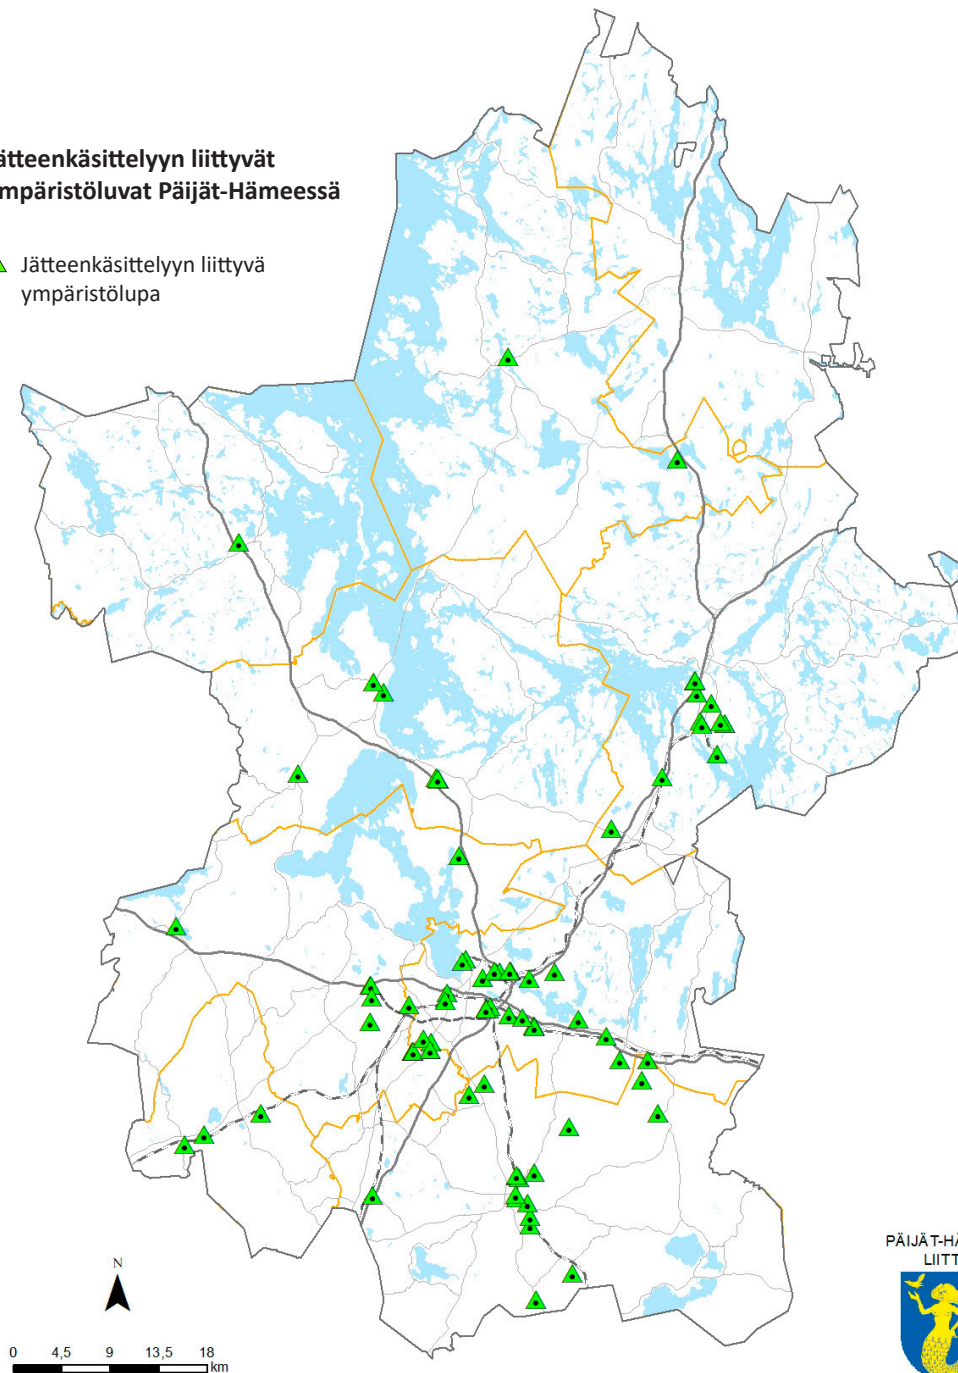 ätteenkäsittelyyn liittyvät
mpäristöluvat Päijät-Hämeessä
Jätteenkäsittelyyn liittyvä
ympäristölupa
N
0 4,5 9 13,5 18
km
PÄIJÄT-HÄ
LIITT